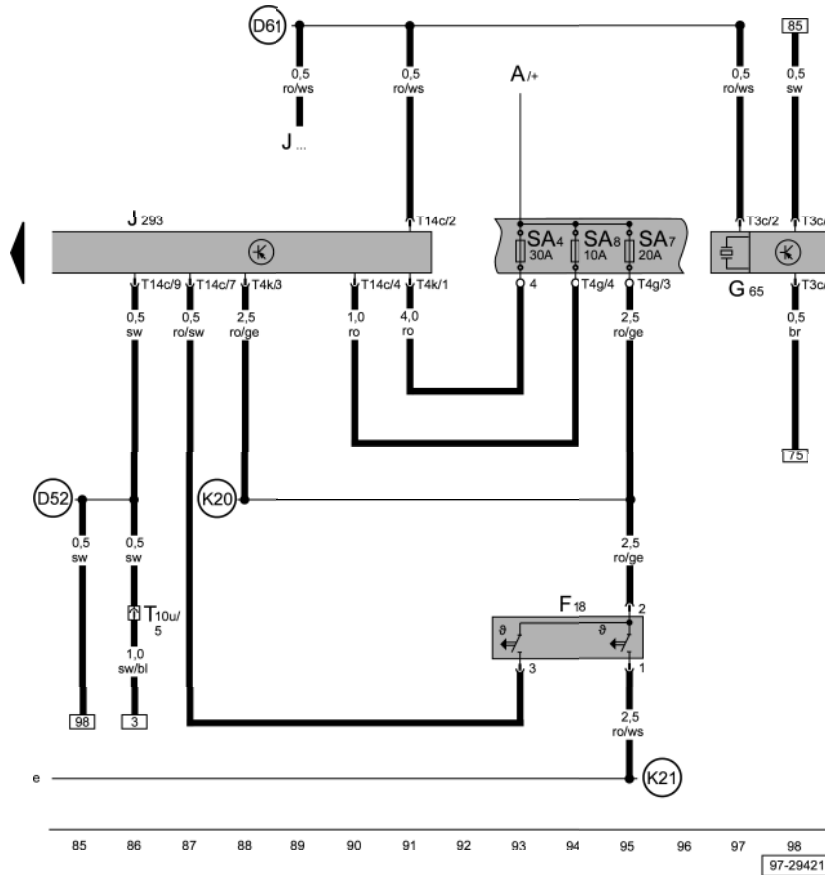 D61
85
0,5
ro/ws
0,5
ro/ws
A/+
0,5
ro/ws
0,5
sw
J ...
J 293
T14c/2
T3c/2
T3c/
SA4
30A
SA8
10A
SA7
20A
G 65
T14c/9
T14c/7
T4k/3
T14c/4
T4k/1
4
T4g/4
T4g/3
T3c/
0,5
sw
0,5
ro/sw
2,5
ro/ge
1,0
ro
4,0
ro
2,5
ro/ge
0,5
br
75
D52
K20
0,5
sw
0,5
sw
2,5
ro/ge
T10u/
5
F 18
2
ϑ
ϑ
1,0
sw/bl
3
1
98
3
2,5
ro/ws
e
K21
85 86 87 88 89 90 91 92 93 94 95 96 97 98
97-29421